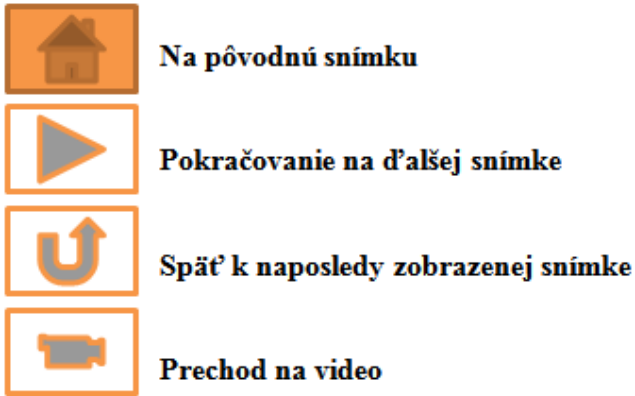 Na pôvodnú snímku
Pokračovanie na ďalšej snímke
Späť k naposledy zobrazenej snímke
Prechod na video